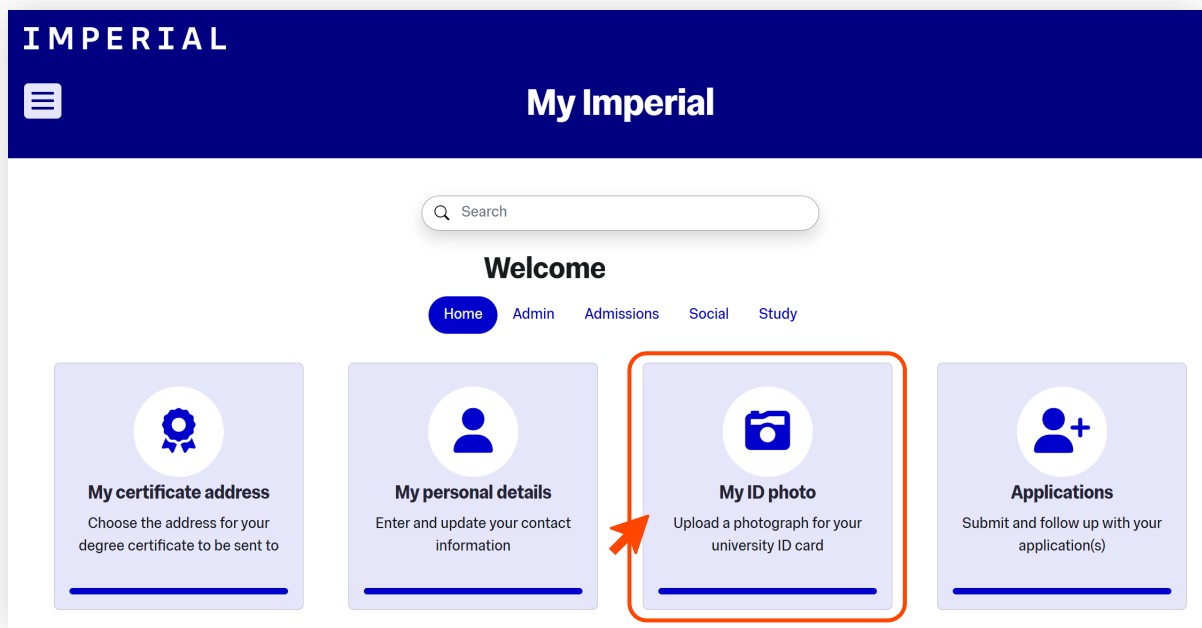 IMPERIAL
My Imperial
Search
Welcome
Home Admin Admissions Social Study
My certificate address
Choose the address for your
degree certificate to be sent to
My personal details
Enter and update your contact
information
My ID photo
Upload a photograph for your
university ID card
Applications
Submit and follow up with your
application(s)